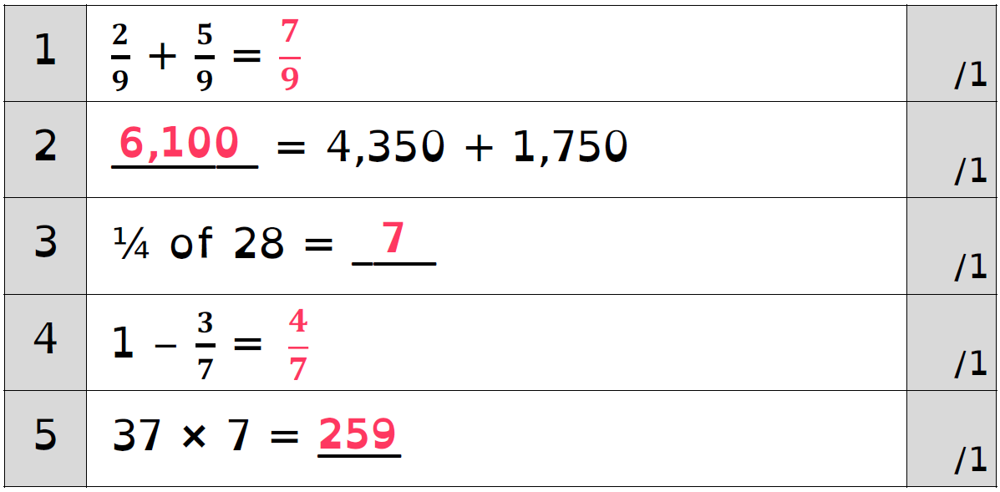 1 2/9 + 5/9 = 7/9 /1
2 6,100 = 4,350 + 1,750 /1
3 ¼ of 28 = 7 /1
4 1 – 3/7 = 4/7 /1
5 37 × 7 = 259 /1